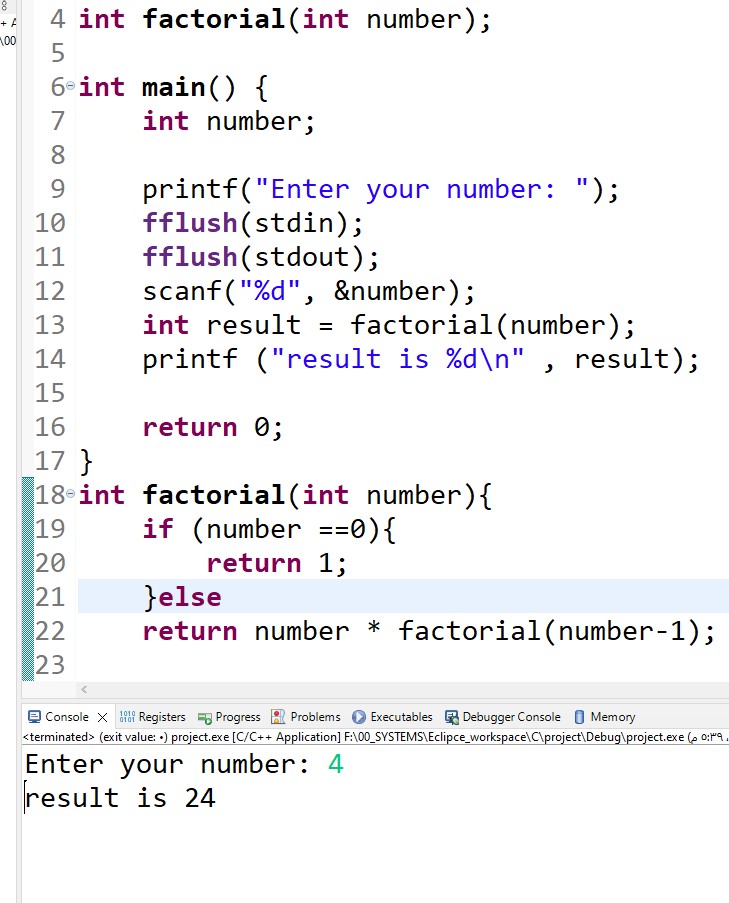 + A
\00
4 int factorial(int number);
5
6 int main() {
7 int number;
8
9 printf("Enter your number: ");
10 fflush(stdin);
11 fflush(stdout);
12 scanf("%d", &number);
13 int result = factorial(number);
14 printf ("result is %d\n" , result);
15
16 return 0;
17 }
18 int factorial(int number){
19 if (number ==0){
20 return 1;
21 }else
22 return number * factorial(number-1);
23
Console Registers Progress Problems Executables Debugger Console Memory
<terminated> (exit value: ٠) project.exe [C/C++ Application] F:\00_SYSTEMS\Eclipce_workspace\C\project\Debug\project.exe (م ٥:٣٩
Enter your number: 4
result is 24